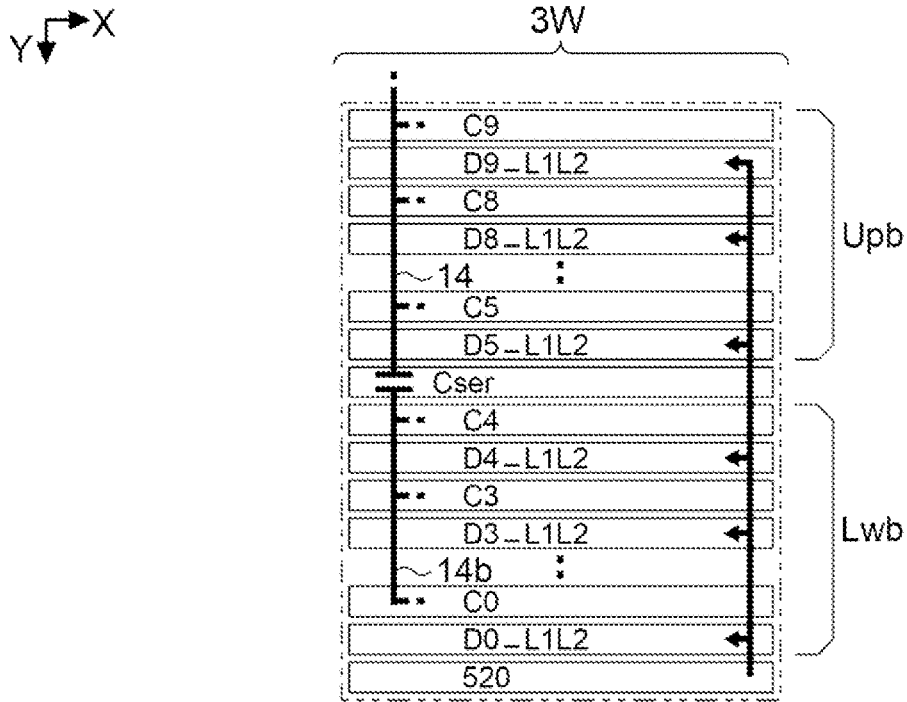 X
Y
3W
C9
D9_L1L2
C8
D8_L1L2
Upb
14
C5
D5_L1L2
Cser
C4
D4_L1L2
C3
D3_L1L2
Lwb
14b
C0
D0_L1L2
520